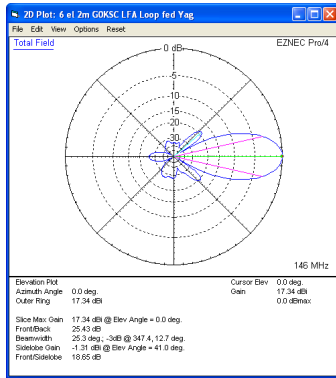 2D Plot: 6 el 2m G0KSC LFA Loop fed Yag
File Edit View Options Reset
Total Field
EZNEC Pro/4
0 dB
-5
-10
-15
-20
-30
146 MHz
Elevation Plot
Azimuth Angle 0.0 deg.
Outer Ring 17.34 dBi
Cursor Elev 0.0 deg.
Gain 17.34 dBi
0.0 dBmax
Slice Max Gain 17.34 dBi @ Elev Angle = 0.0 deg.
Front/Back 25.43 dB
Beamwidth 25.3 deg.; -3dB @ 347.4, 12.7 deg.
Sidelobe Gain -1.31 dBi @ Elev Angle = 41.0 deg.
Front/Sidelobe 18.65 dB